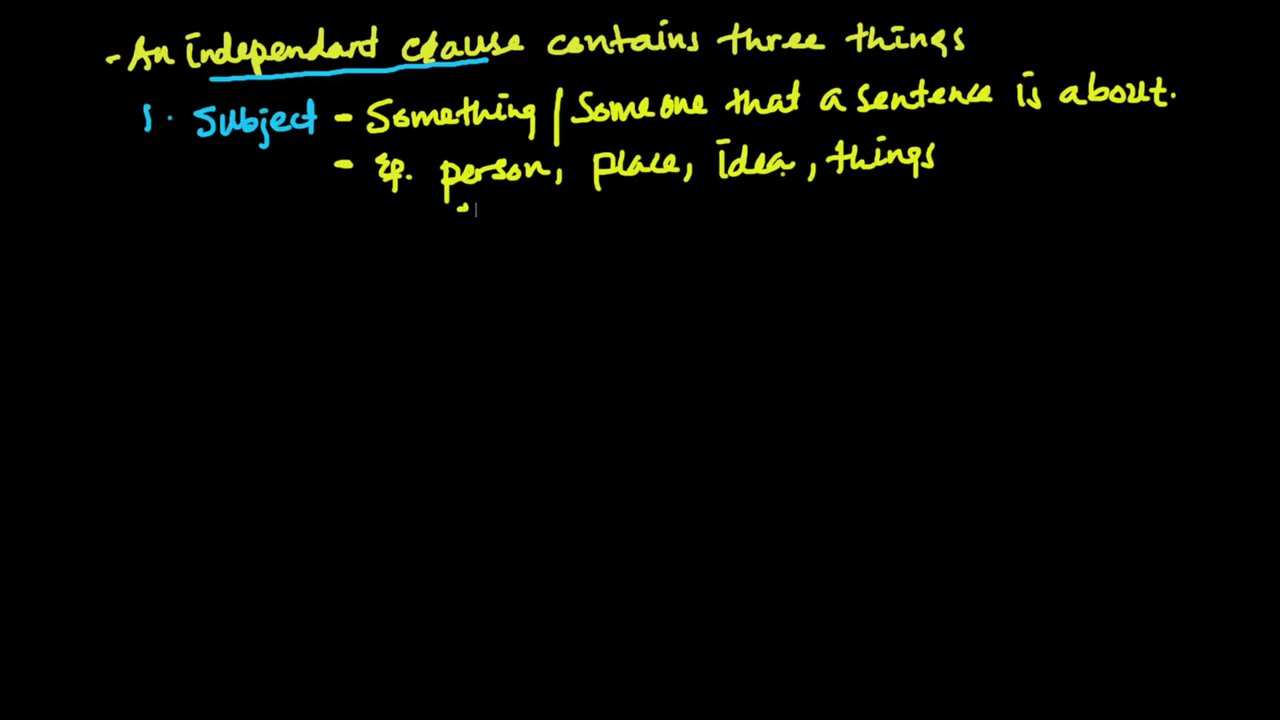 - An independant clause contains three things
1. Subject - Something / Someone that a sentence is about.
- Eg. person, place, idea, things
-